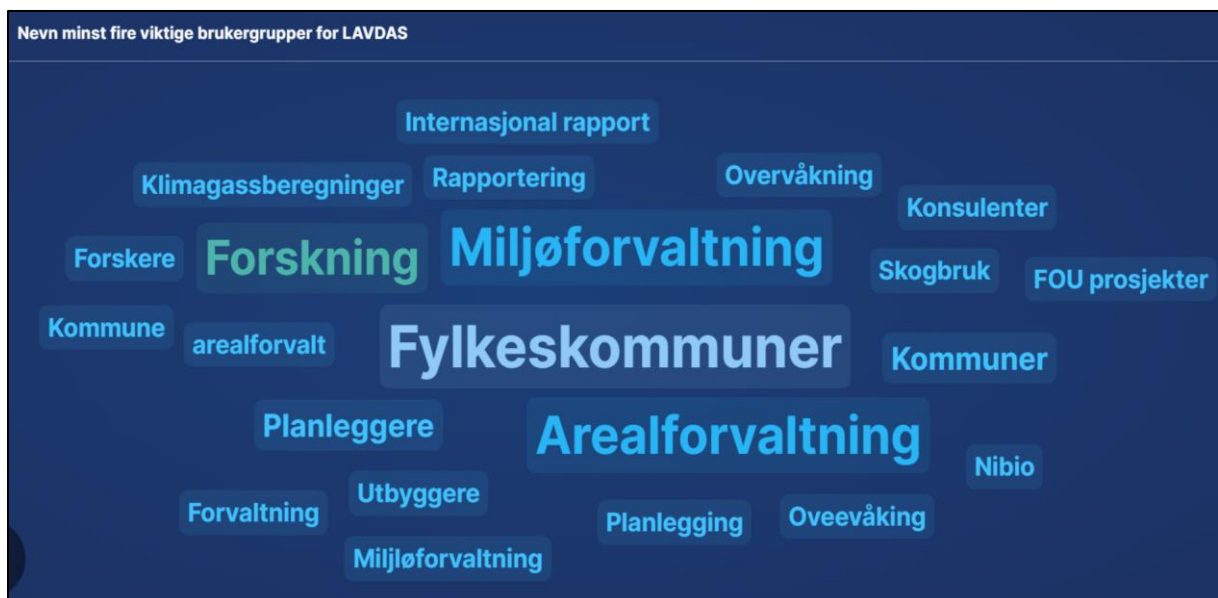 Nevn minst fire viktige brukergrupper for LAVDAS
Internasjonal rapport
Klimagassberegninger
Rapportering
Overvåkning
Konsulenter
Forskere
Forskning
Miljøforvaltning
Skogbruk
FOU prosjekter
Kommune
arealforvalt
Fylkeskommuner
Kommuner
Planleggere
Arealforvaltning
Nibio
Utbyggere
Forvaltning
Planlegging
Oveevåking
Miljløforvaltning